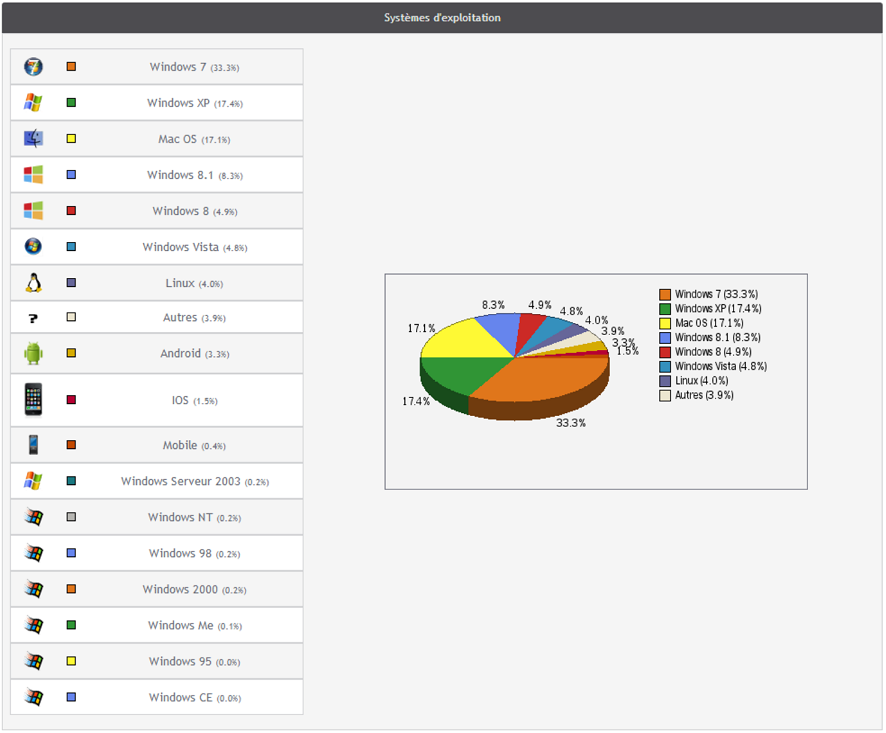 Systèmes d'exploitation
Windows 7 (33.3%)
Windows XP (17.4%)
Mac OS (17.1%)
Windows 8.1 (8.3%)
Windows 8 (4.9%)
Windows Vista (4.8%)
Linux (4.0%)
? Autres (3.9%)
Android (3.3%)
IOS (1.5%)
Mobile (0.4%)
Windows Serveur 2003 (0.2%)
Windows NT (0.2%)
Windows 98 (0.2%)
Windows 2000 (0.2%)
Windows Me (0.1%)
Windows 95 (0.0%)
Windows CE (0.0%)
8.3%
4.9%
4.8%
4.0%
3.9%
3.3%
1.5%
17.1%
17.4%
33.3%
Windows 7 (33.3%)
Windows XP (17.4%)
Mac OS (17.1%)
Windows 8.1 (8.3%)
Windows 8 (4.9%)
Windows Vista (4.8%)
Linux (4.0%)
Autres (3.9%)